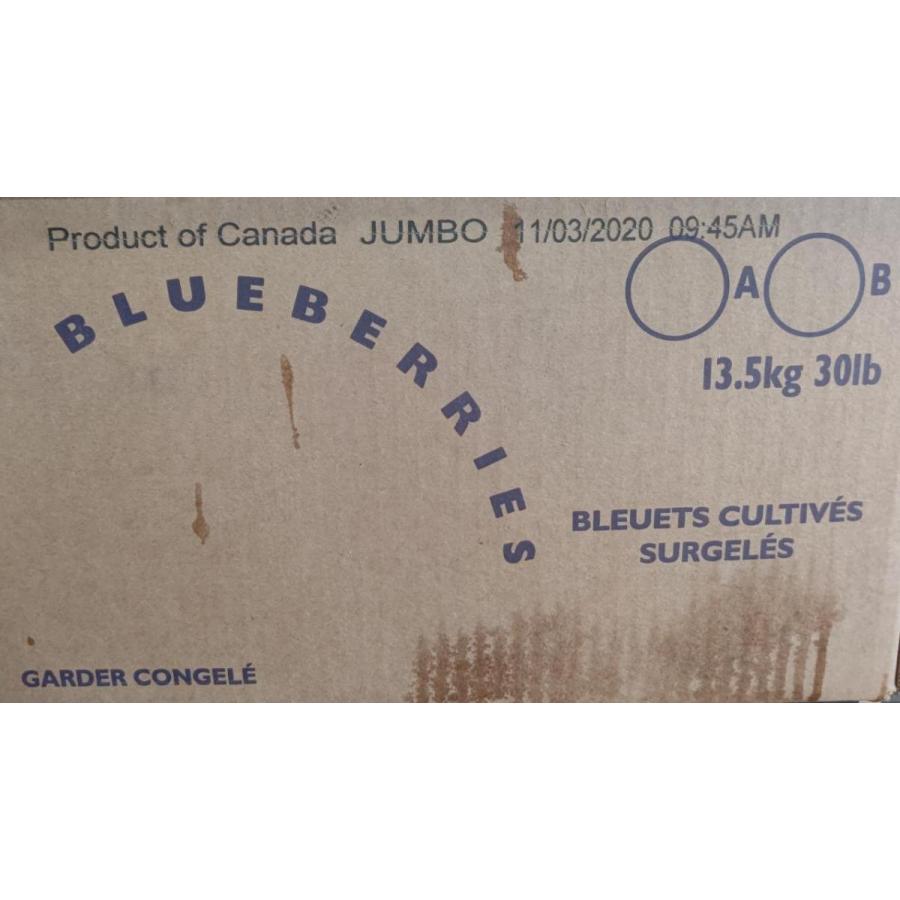 Product of Canada JUMBO 11/03/2020 09:45AM
BLUEBERRIES
A B
13.5kg 30lb
BLEUETS CULTIVÉS
SURGELÉS
GARDER CONGELÉ